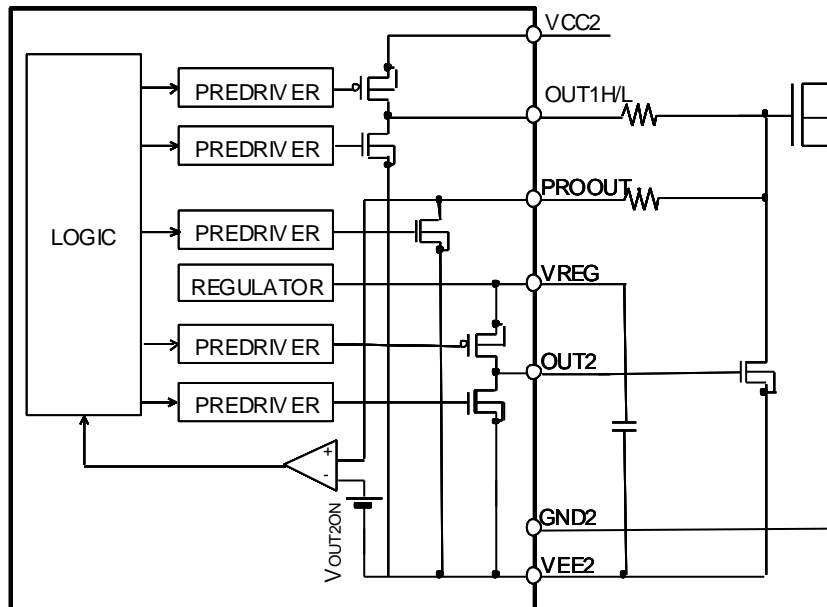 VCC2
PREDRIVER
OUT1H/L
PREDRIVER
PROOUT
LOGIC
PREDRIVER
VREG
REGULATOR
PREDRIVER
OUT2
PREDRIVER
+
-
VOUT2ON
GND2
VEE2